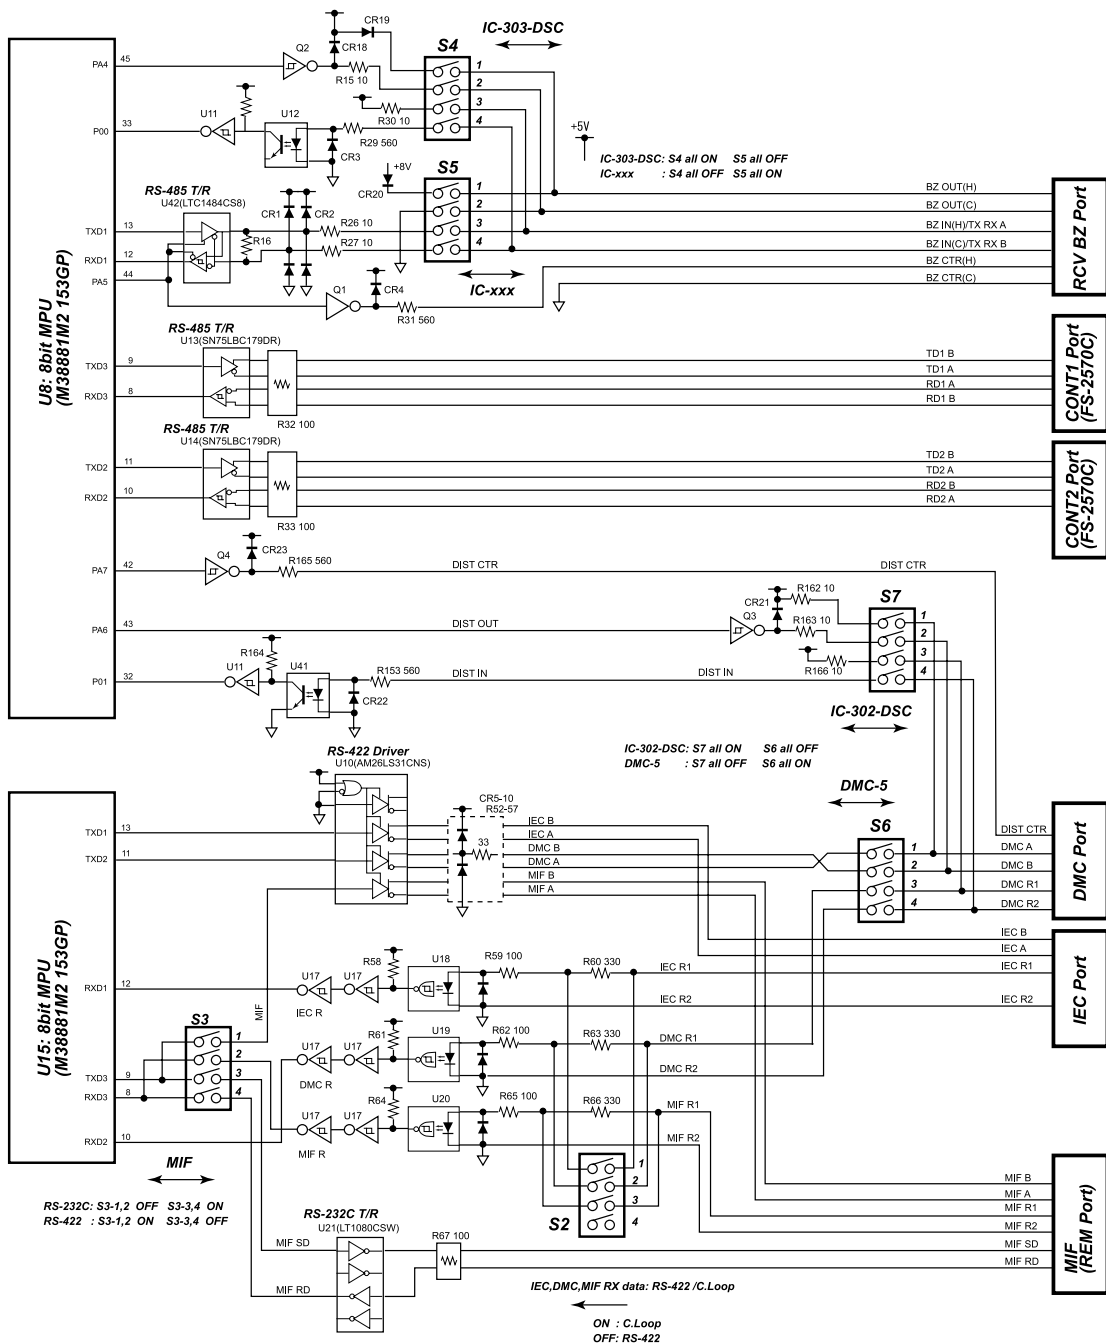 IC-303-DSC
CR19
CR18
Q2
S4
PA4 45
R15 10
1
2
3
4
U11
U12
R30 10
P00 33
R29 560
CR3
+5V
IC-303-DSC: S4 all ON S5 all OFF
IC-xxx : S4 all OFF S5 all ON
+8V
CR20
S5
RS-485 T/R
U42(LTC1484CS8)
CR1
CR2
R26 10
R27 10
R16
TXD1 13
RXD1 12
PA5 44
1
2
3
4
BZ OUT(H)
BZ OUT(C)
BZ IN(H)/TX RX A
BZ IN(C)/TX RX B
BZ CTR(H)
BZ CTR(C)
RCV BZ Port
IC-xxx
Q1
CR4
R31 560
U8: 8bit MPU
(M38881M2 153GP)
RS-485 T/R
U13(SN75LBC179DR)
TXD3 9
RXD3 8
R32 100
TD1 B
TD1 A
RD1 A
RD1 B
CONT1 Port
(FS-2570C)
RS-485 T/R
U14(SN75LBC179DR)
TXD2 11
RXD2 10
R33 100
TD2 B
TD2 A
RD2 B
RD2 A
CONT2 Port
(FS-2570C)
Q4
CR23
PA7 42
R165 560
DIST CTR
DIST CTR
PA6 43
DIST OUT
Q3
CR21
R162 10
R163 10
R166 10
S7
1
2
3
4
R164
U11
U41
P01 32
R153 560
CR22
DIST IN
DIST IN
IC-302-DSC
IC-302-DSC: S7 all ON S6 all OFF
DMC-5 : S7 all OFF S6 all ON
RS-422 Driver
U10(AM26LS31CNS)
DMC-5
CR5-10
R52-57
33
S6
1
2
3
4
TXD1 13
TXD2 11
IEC B
IEC A
DMC B
DMC A
MIF B
MIF A
DIST CTR
DMC A
DMC B
DMC R1
DMC R2
DMC Port
U15: 8bit MPU
(M38881M2 153GP)
IEC B
IEC A
IEC R1
IEC R2
IEC Port
R58
U18
R59 100
R60 330
IEC R1
IEC R2
RXD1 12
U17
U17
IEC R
MIF
S3
1
2
3
4
R61
U19
R62 100
R63 330
DMC R1
DMC R2
U17
U17
DMC R
TXD3 9
RXD3 8
R64
U20
R65 100
R66 330
MIF R1
MIF R2
U17
U17
MIF R
RXD2 10
MIF
RS-232C: S3-1,2 OFF S3-3,4 ON
RS-422 : S3-1,2 ON S3-3,4 OFF
S2
1
2
3
4
RS-232C T/R
U21(LT1080CSW)
R67 100
MIF SD
MIF RD
MIF B
MIF A
MIF R1
MIF R2
MIF SD
MIF RD
MIF
(REM Port)
IEC,DMC,MIF RX data: RS-422 /C.Loop
ON : C.Loop
OFF: RS-422